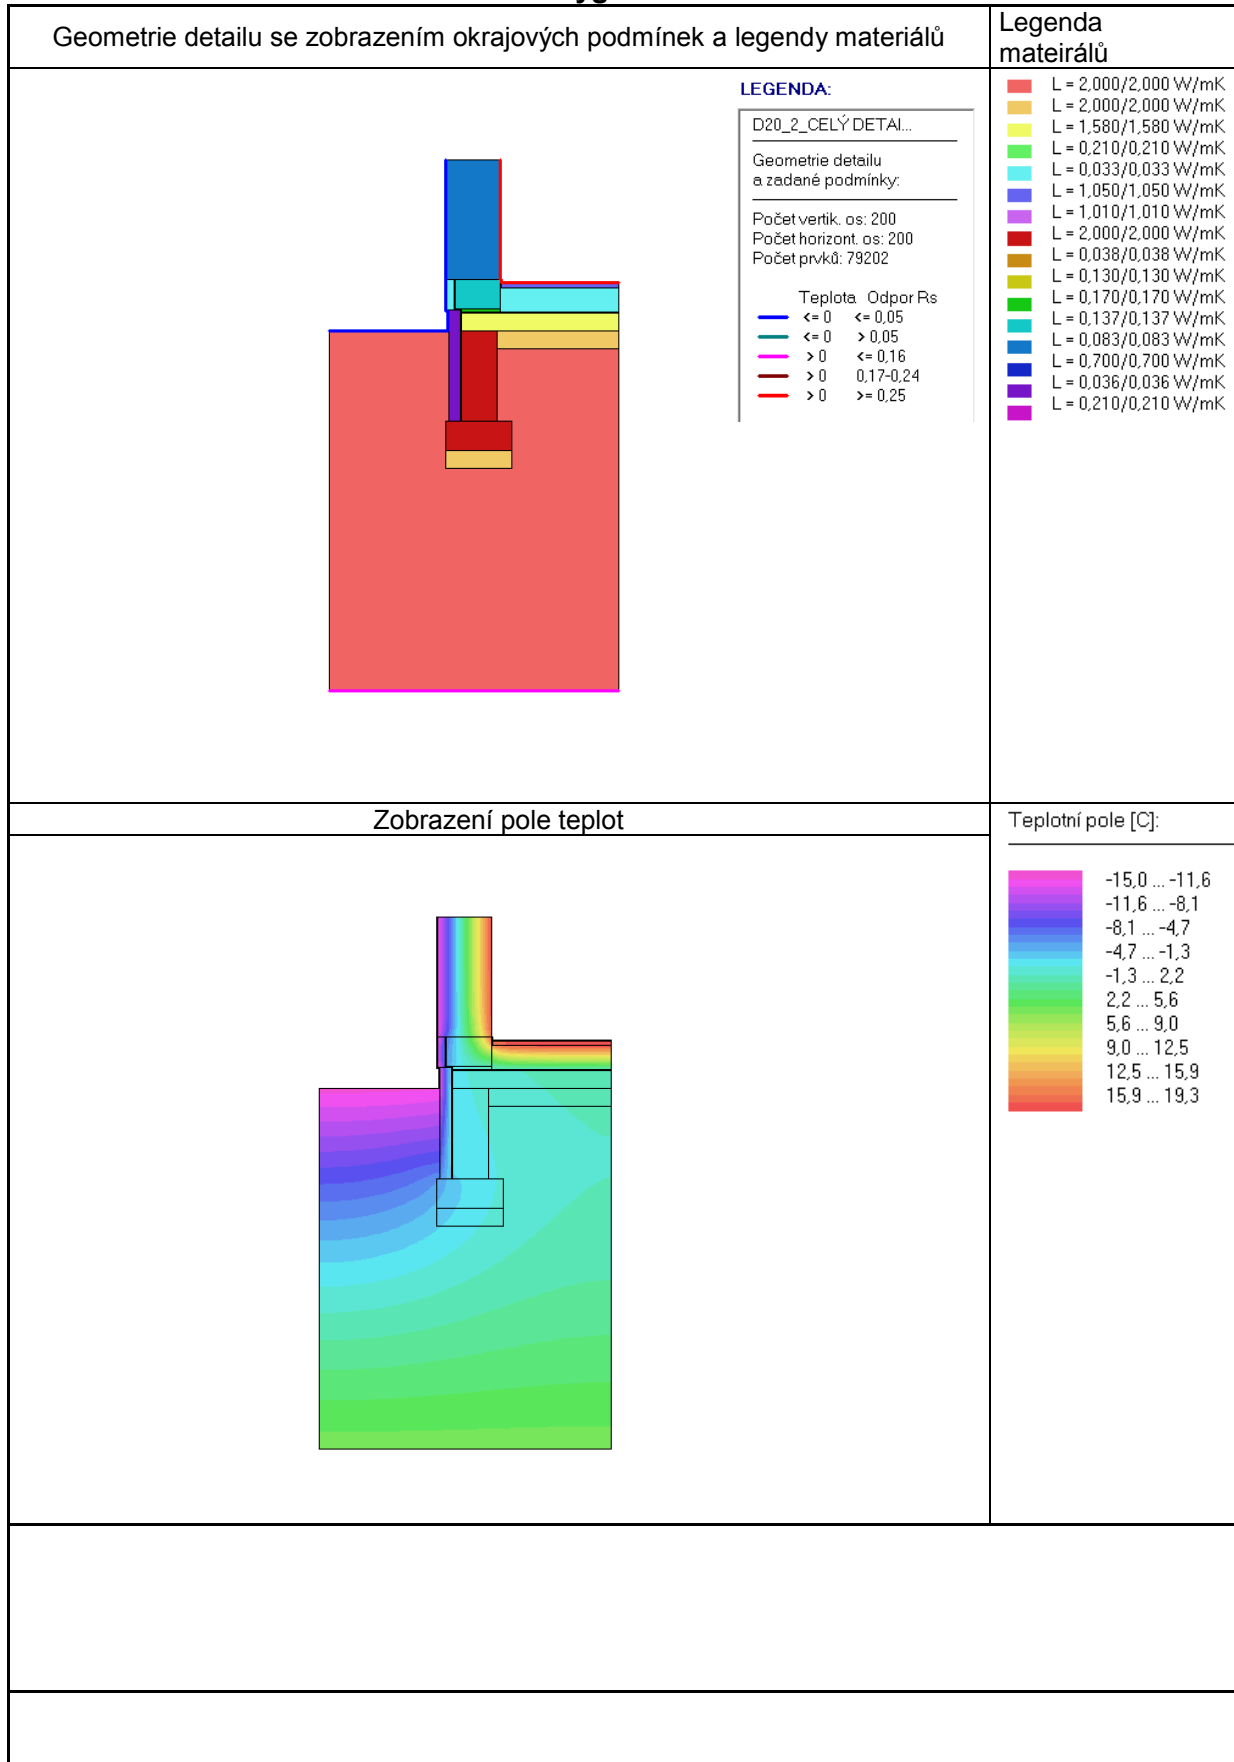 Geometrie detailu se zobrazením okrajových podmínek a legendy materiálů
Legenda
mateirálů
LEGENDA:
D20_2_CELÝ DETAI...
Geometrie detailu
a zadané podmínky:
Počet vertik. os: 200
Počet horizont. os: 200
Počet prvků: 79202
Teplota Odpor Rs
<= 0 <= 0,05
<= 0 > 0,05
> 0 <= 0,16
> 0 0,17-0,24
> 0 >= 0,25
L = 2,000/2,000 W/mK
L = 2,000/2,000 W/mK
L = 1,580/1,580 W/mK
L = 0,210/0,210 W/mK
L = 0,033/0,033 W/mK
L = 1,050/1,050 W/mK
L = 1,010/1,010 W/mK
L = 2,000/2,000 W/mK
L = 0,038/0,038 W/mK
L = 0,130/0,130 W/mK
L = 0,170/0,170 W/mK
L = 0,137/0,137 W/mK
L = 0,083/0,083 W/mK
L = 0,700/0,700 W/mK
L = 0,036/0,036 W/mK
L = 0,210/0,210 W/mK
Zobrazení pole teplot
Teplotní pole [C]:
-15,0 ... -11,6
-11,6 ... -8,1
-8,1 ... -4,7
-4,7 ... -1,3
-1,3 ... 2,2
2,2 ... 5,6
5,6 ... 9,0
9,0 ... 12,5
12,5 ... 15,9
15,9 ... 19,3